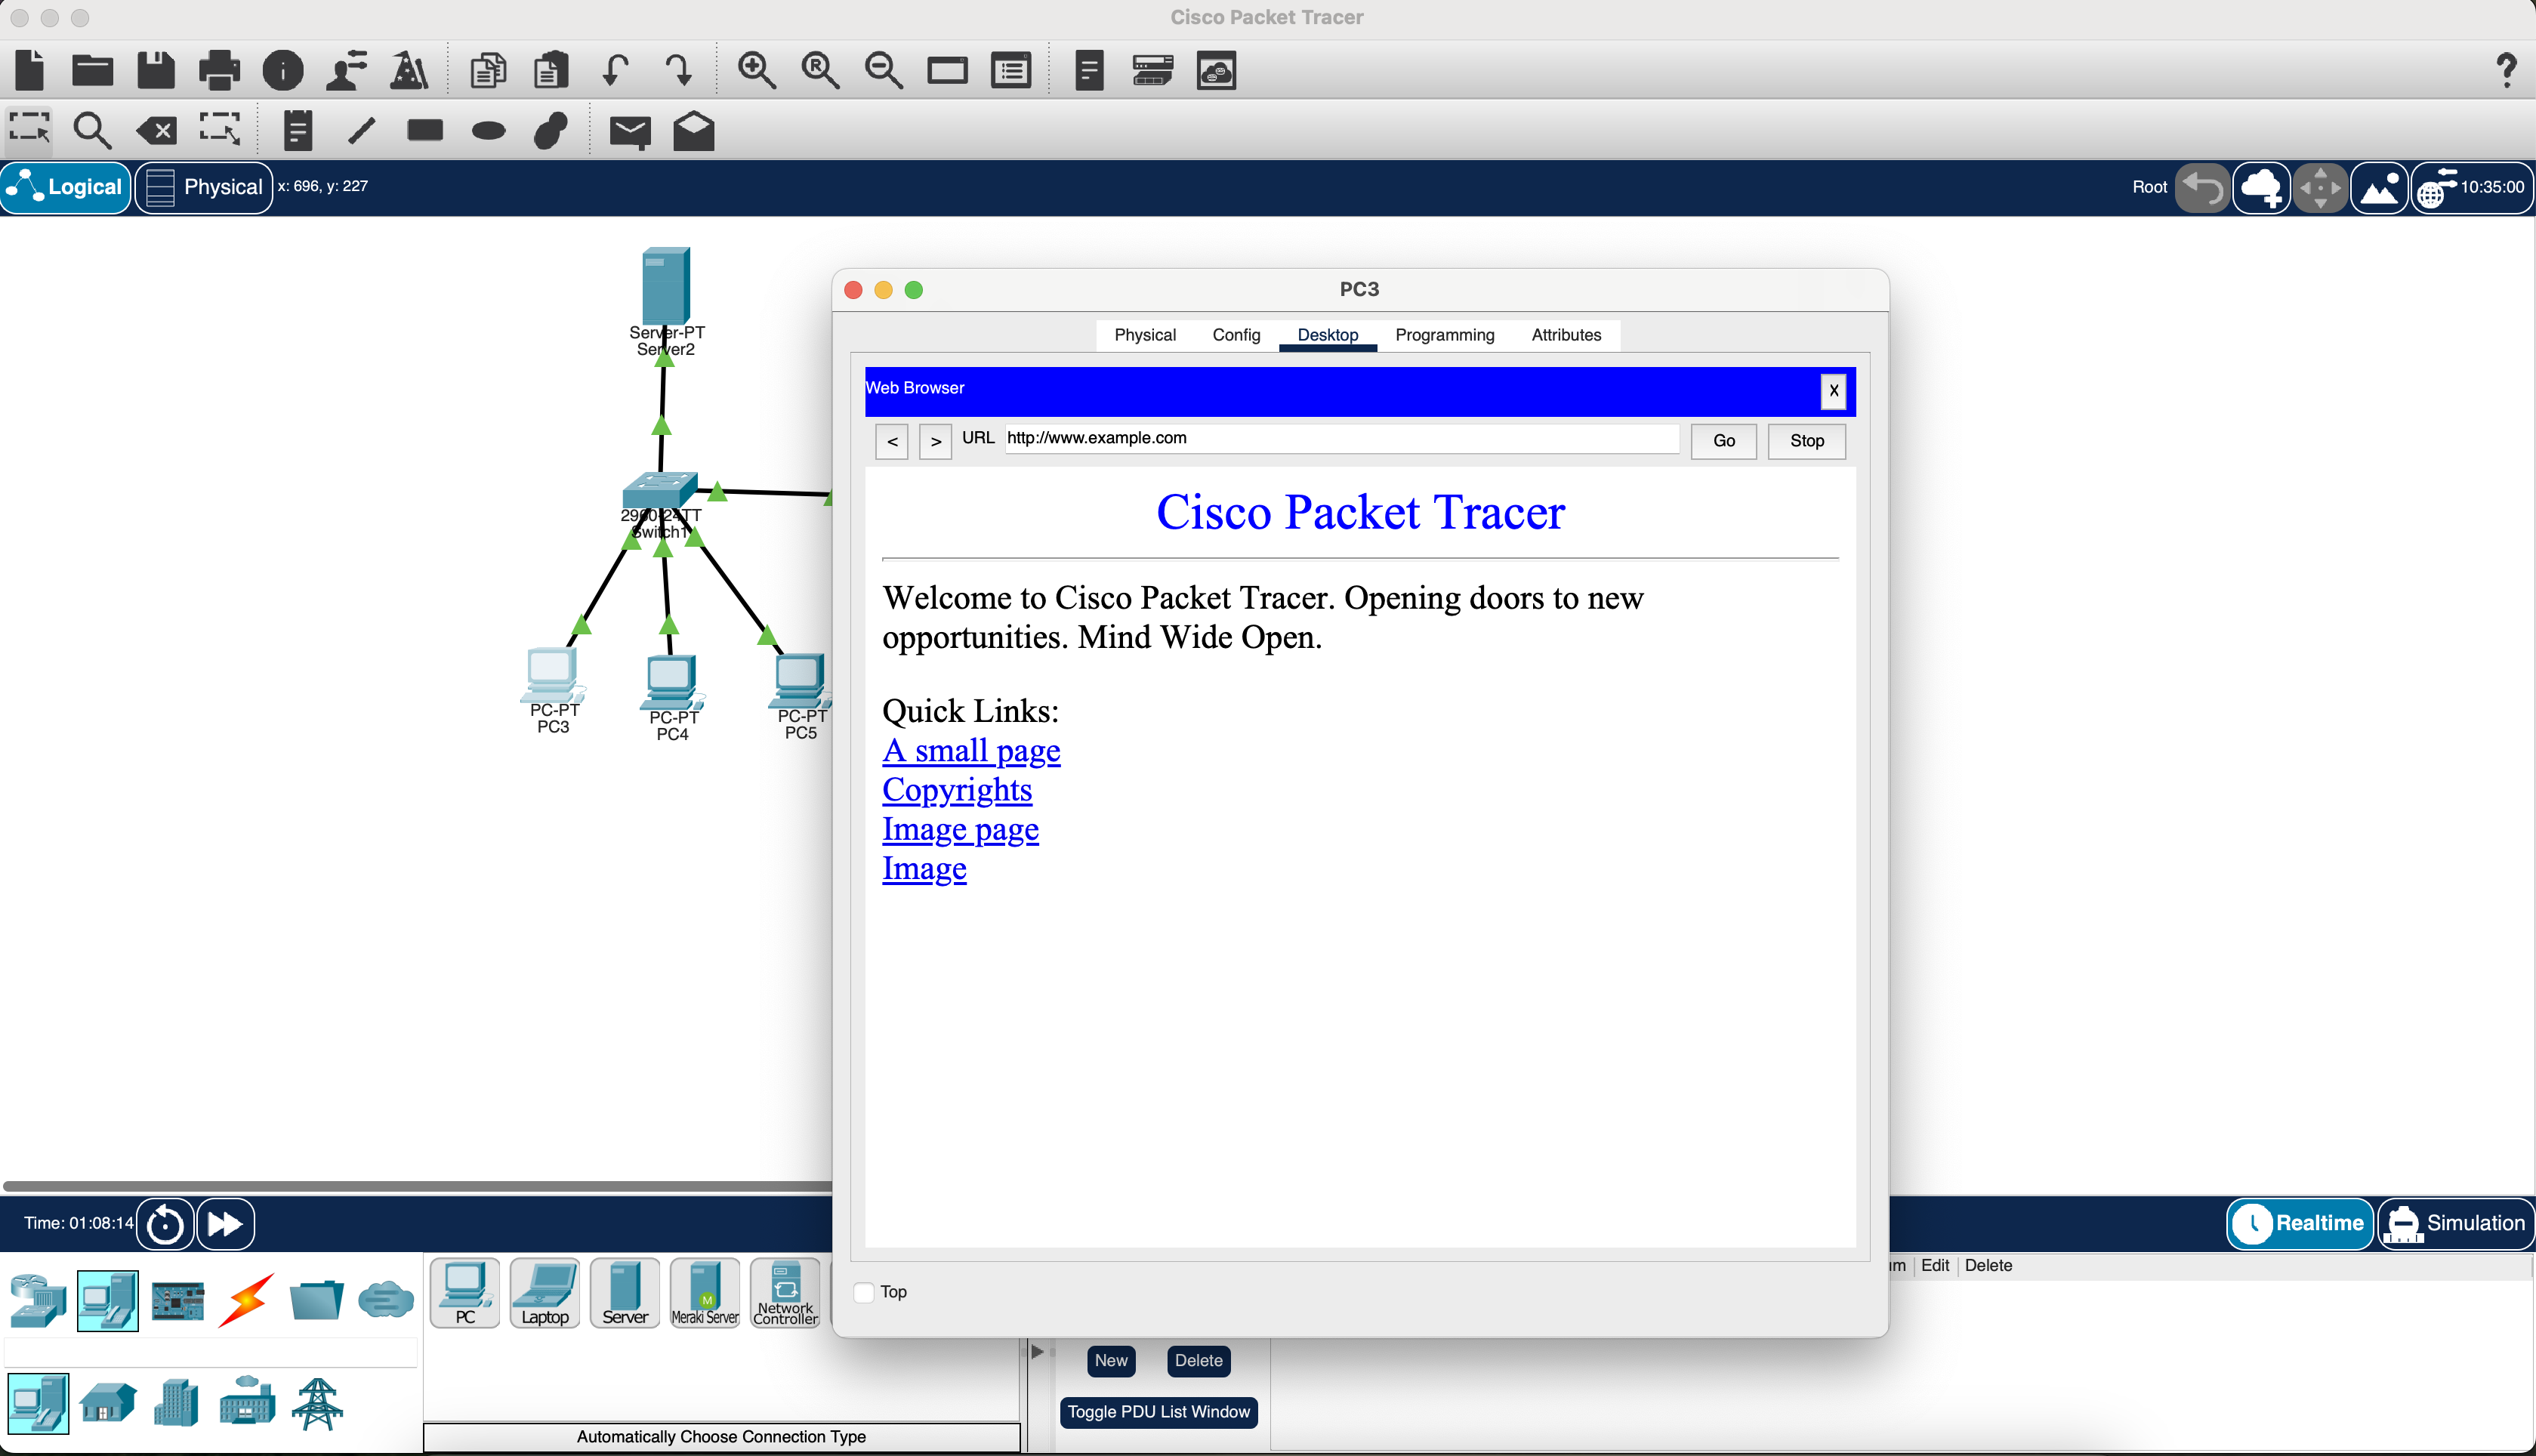 Cisco Packet Tracer
Logical
Physical
x: 696, y: 227
Root
10:35:00
Server-PT
Server2
2960-24TT
Switch1
PC-PT
PC3
PC-PT
PC4
PC-PT
PC5
PC3
Physical Config Desktop Programming Attributes
Web Browser
X
< > URL http://www.example.com Go Stop
Cisco Packet Tracer
Welcome to Cisco Packet Tracer. Opening doors to new
opportunities. Mind Wide Open.
Quick Links:
A small page
Copyrights
Image page
Image
Top
Time: 01:08:14
Realtime
Simulation
Edit Delete
PC
Laptop
Server
M
Meraki Server
Network
Controller
New
Delete
Toggle PDU List Window
Automatically Choose Connection Type